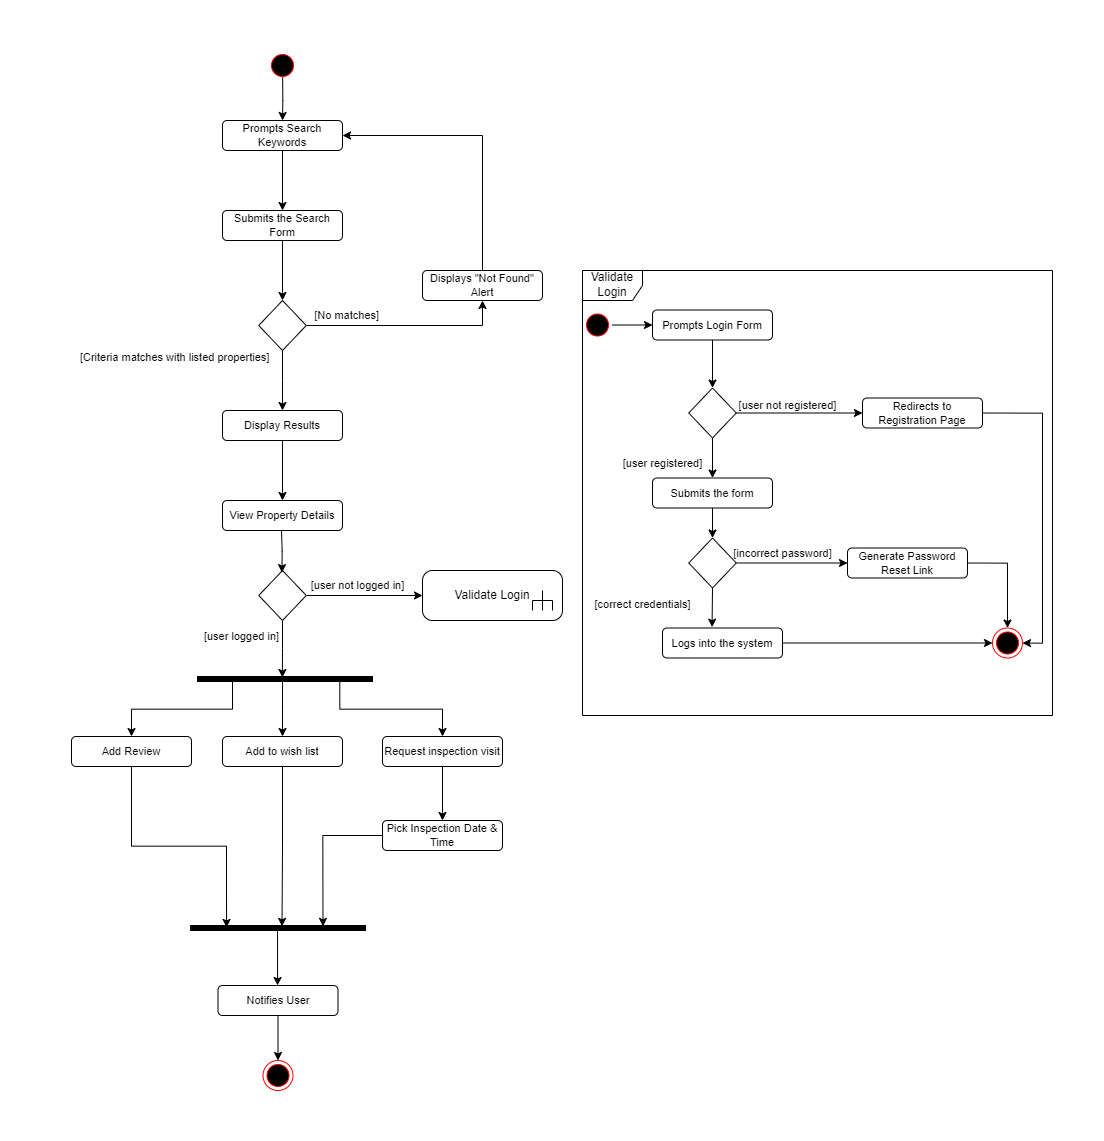 Prompts Search
Keywords
Submits the Search
Form
Displays "Not Found"
Alert
[No matches]
[Criteria matches with listed properties]
Display Results
View Property Details
[user not logged in]
Validate Login
[user logged in]
Add Review
Add to wish list
Request inspection visit
Pick Inspection Date &
Time
Notifies User
Validate
Login
Prompts Login Form
[user not registered]
Redirects to
Registration Page
[user registered]
Submits the form
[incorrect password]
Generate Password
Reset Link
[correct credentials]
Logs into the system